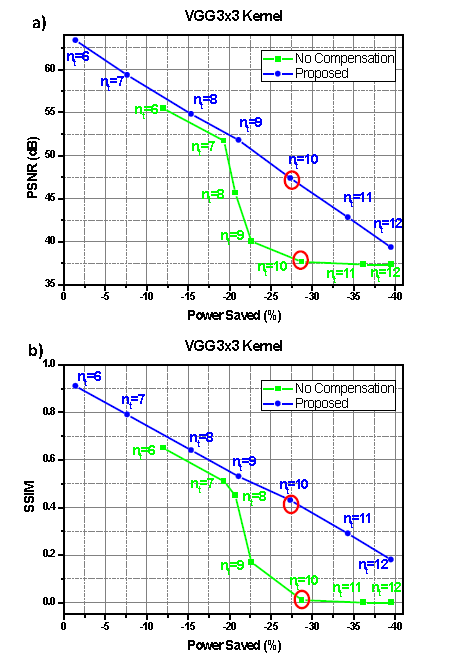 a)
VGG3x3 Kernel
No Compensation
Proposed
PSNR (dB)
60
55
50
45
40
35
nt=6
nt=7
nt=8
nt=9
nt=10
nt=11
nt=12
nt=6
nt=7
nt=8
nt=9
nt=10
nt=11
nt=12
0 -5 -10 -15 -20 -25 -30 -35 -40
Power Saved (%)
b)
VGG3x3 Kernel
No Compensation
Proposed
SSIM
1.0
0.8
0.6
0.4
0.2
0.0
nt=6
nt=7
nt=8
nt=9
nt=10
nt=11
nt=12
nt=6
nt=7
nt=8
nt=9
nt=10
nt=11
nt=12
0 -5 -10 -15 -20 -25 -30 -35 -40
Power Saved (%)